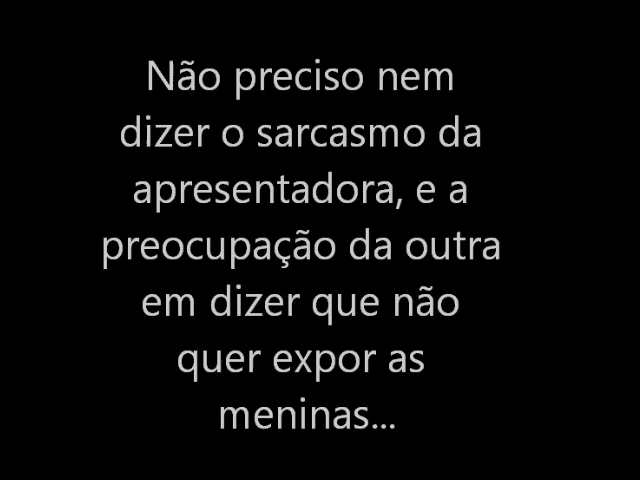 Não preciso nem
dizer o sarcasmo da
apresentadora, e a
preocupação da outra
em dizer que não
quer expor as
meninas...